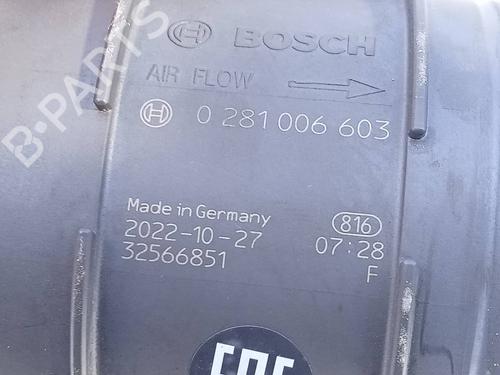 BOSCH
AIR FLOW
0 281 006 603
Made in Germany
816
2022-10-27
07:28
32566851
F
EAC
B-PARTS